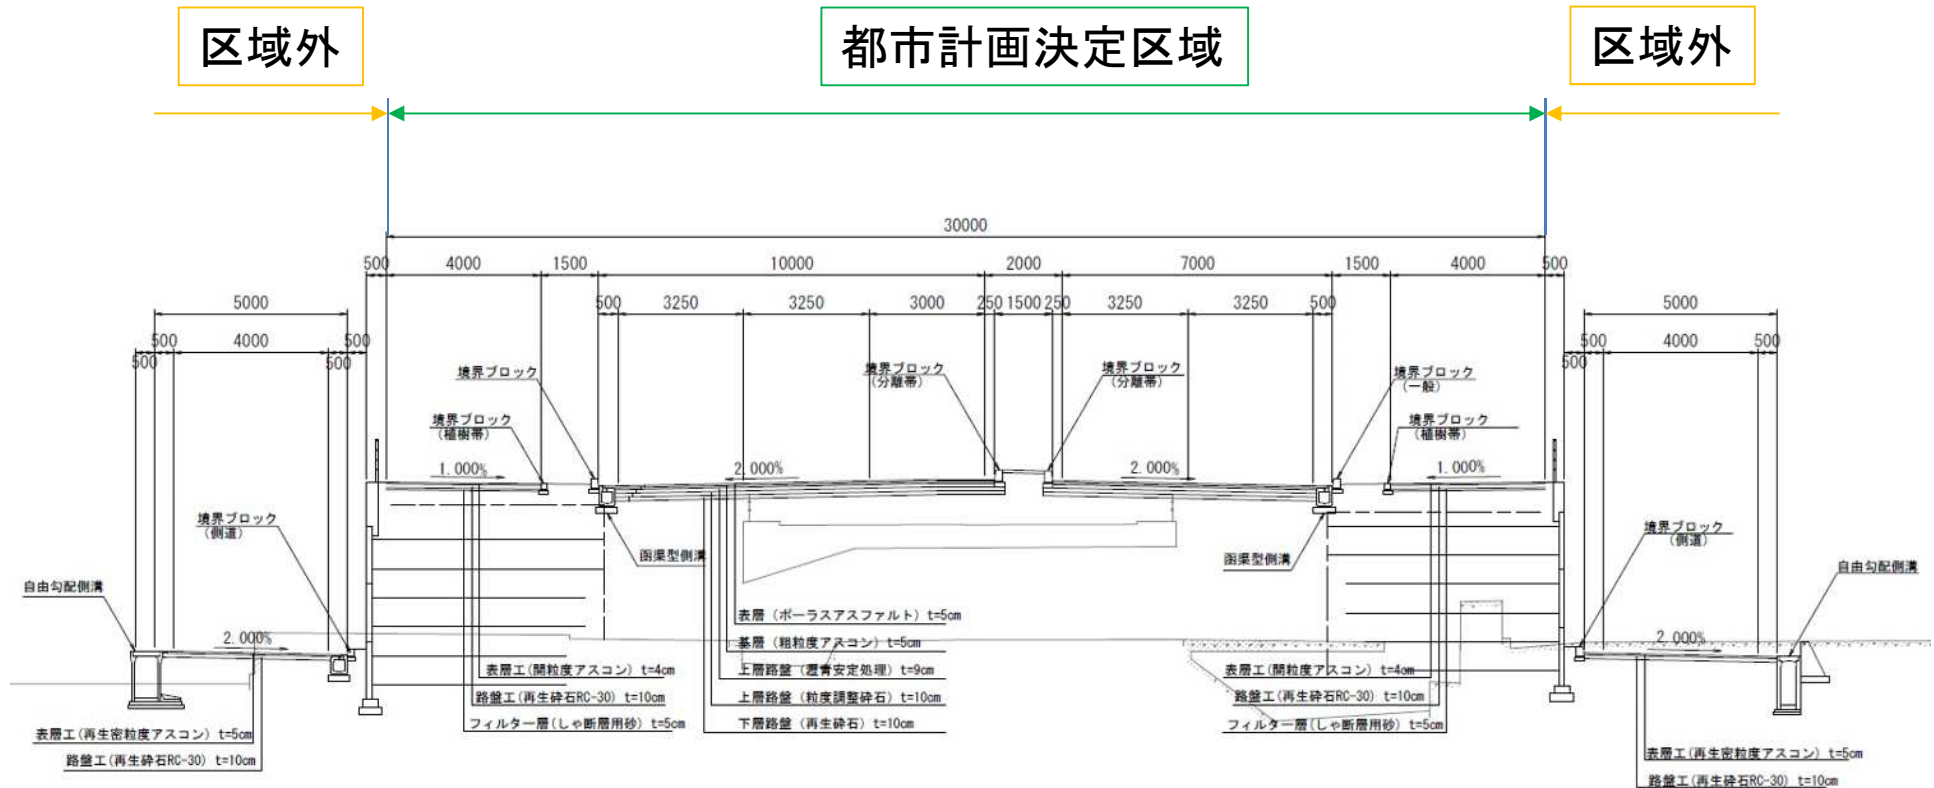 区域外
都市計画決定区域
区域外
30000
500 4000 1500 10000 2000 7000 1500 4000 500
5000 500 3250 3250 3000 250 1500 250 3250 3250 500 5000
500 500 4000 500 500 500 500 4000 500
境界ブロック
境界ブロック
(分離帯)
境界ブロック
(分離帯)
境界ブロック
(一般)
境界ブロック
(植樹帯)
境界ブロック
(植樹帯)
1.000% 2.000% 2.000% 1.000%
境界ブロック
(側道)
境界ブロック
(側道)
函渠型側溝
函渠型側溝
自由勾配側溝
自由勾配側溝
2.000% 2.000%
表層(ポーラスアスファルト) t=5cm
基層(粗粒度アスコン) t=5cm
上層路盤(瀝青安定処理) t=9cm
上層路盤(粒度調整砕石) t=10cm
下層路盤(再生砕石) t=10cm
表層工(開粒度アスコン) t=4cm
路盤工(再生砕石RC-30) t=10cm
フィルター層(しゃ断層用砂) t=5cm
表層工(開粒度アスコン) t=4cm
路盤工(再生砕石RC-30) t=10cm
フィルター層(しゃ断層用砂) t=5cm
表層工(再生密粒度アスコン) t=5cm
路盤工(再生砕石RC-30) t=10cm
表層工(再生密粒度アスコン) t=5cm
路盤工(再生砕石RC-30) t=10cm